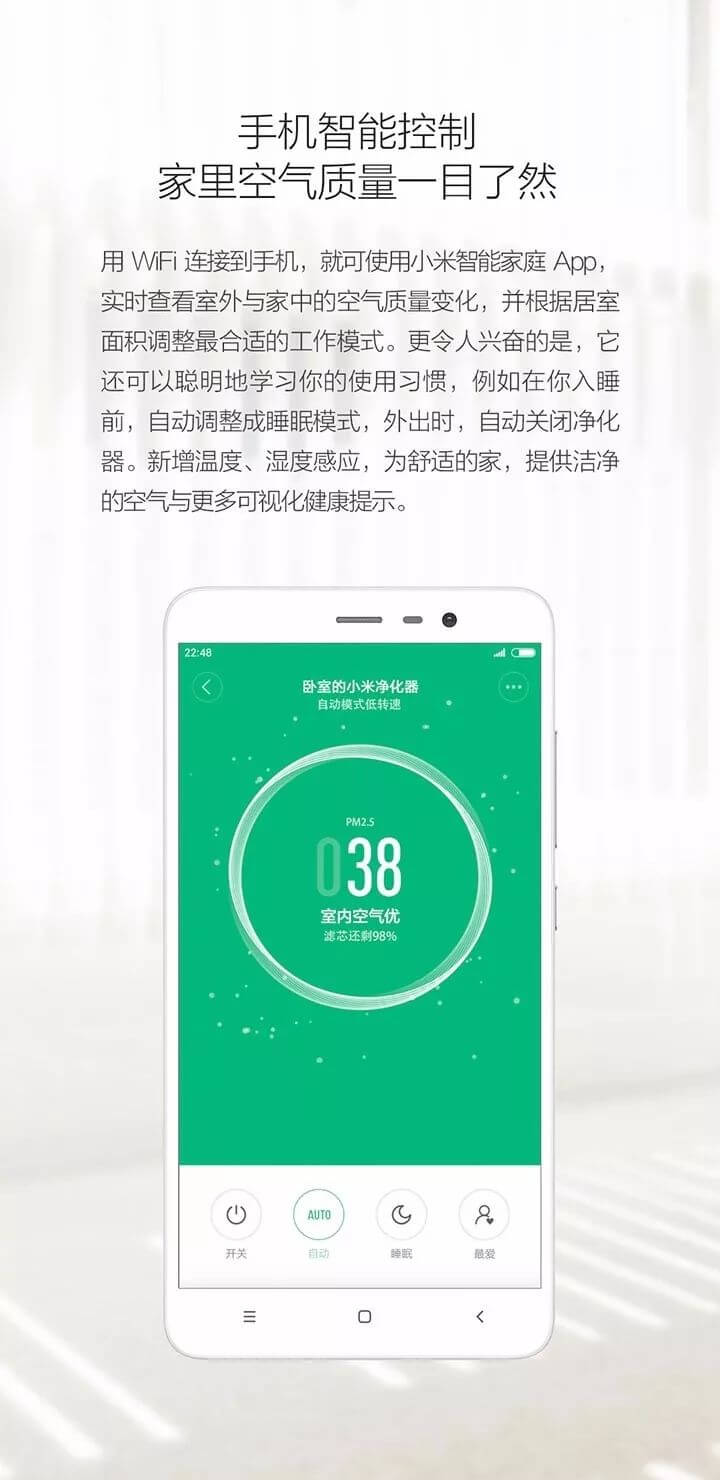 手机智能控制
家里空气质量一目了然
用 WiFi 连接到手机，就可使用小米智能家庭 App，
实时查看室外与家中的空气质量变化，并根据居室
面积调整最合适的工作模式。更令人兴奋的是，它
还可以聪明地学习你的使用习惯，例如在你入睡
前，自动调整成睡眠模式，外出时，自动关闭净化
器。新增温度、湿度感应，为舒适的家，提供洁净
的空气与更多可视化健康提示。
22:48
卧室的小米净化器
自动模式低转速
PM2.5
038
室内空气优
滤芯还剩98%
AUTO
开关 自动 睡眠 最爱